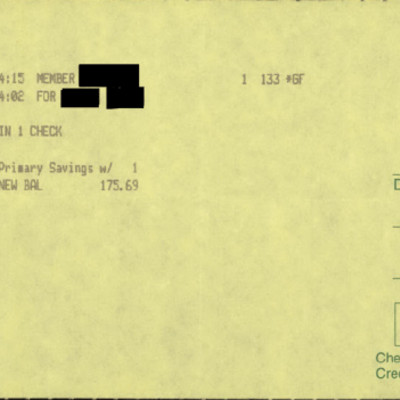 4:15 MEMBER 1 133 #GF
4:02 FOR
IN 1 CHECK
Primary Savings w/ 1
NEW BAL 175.69
D
Che
Cre